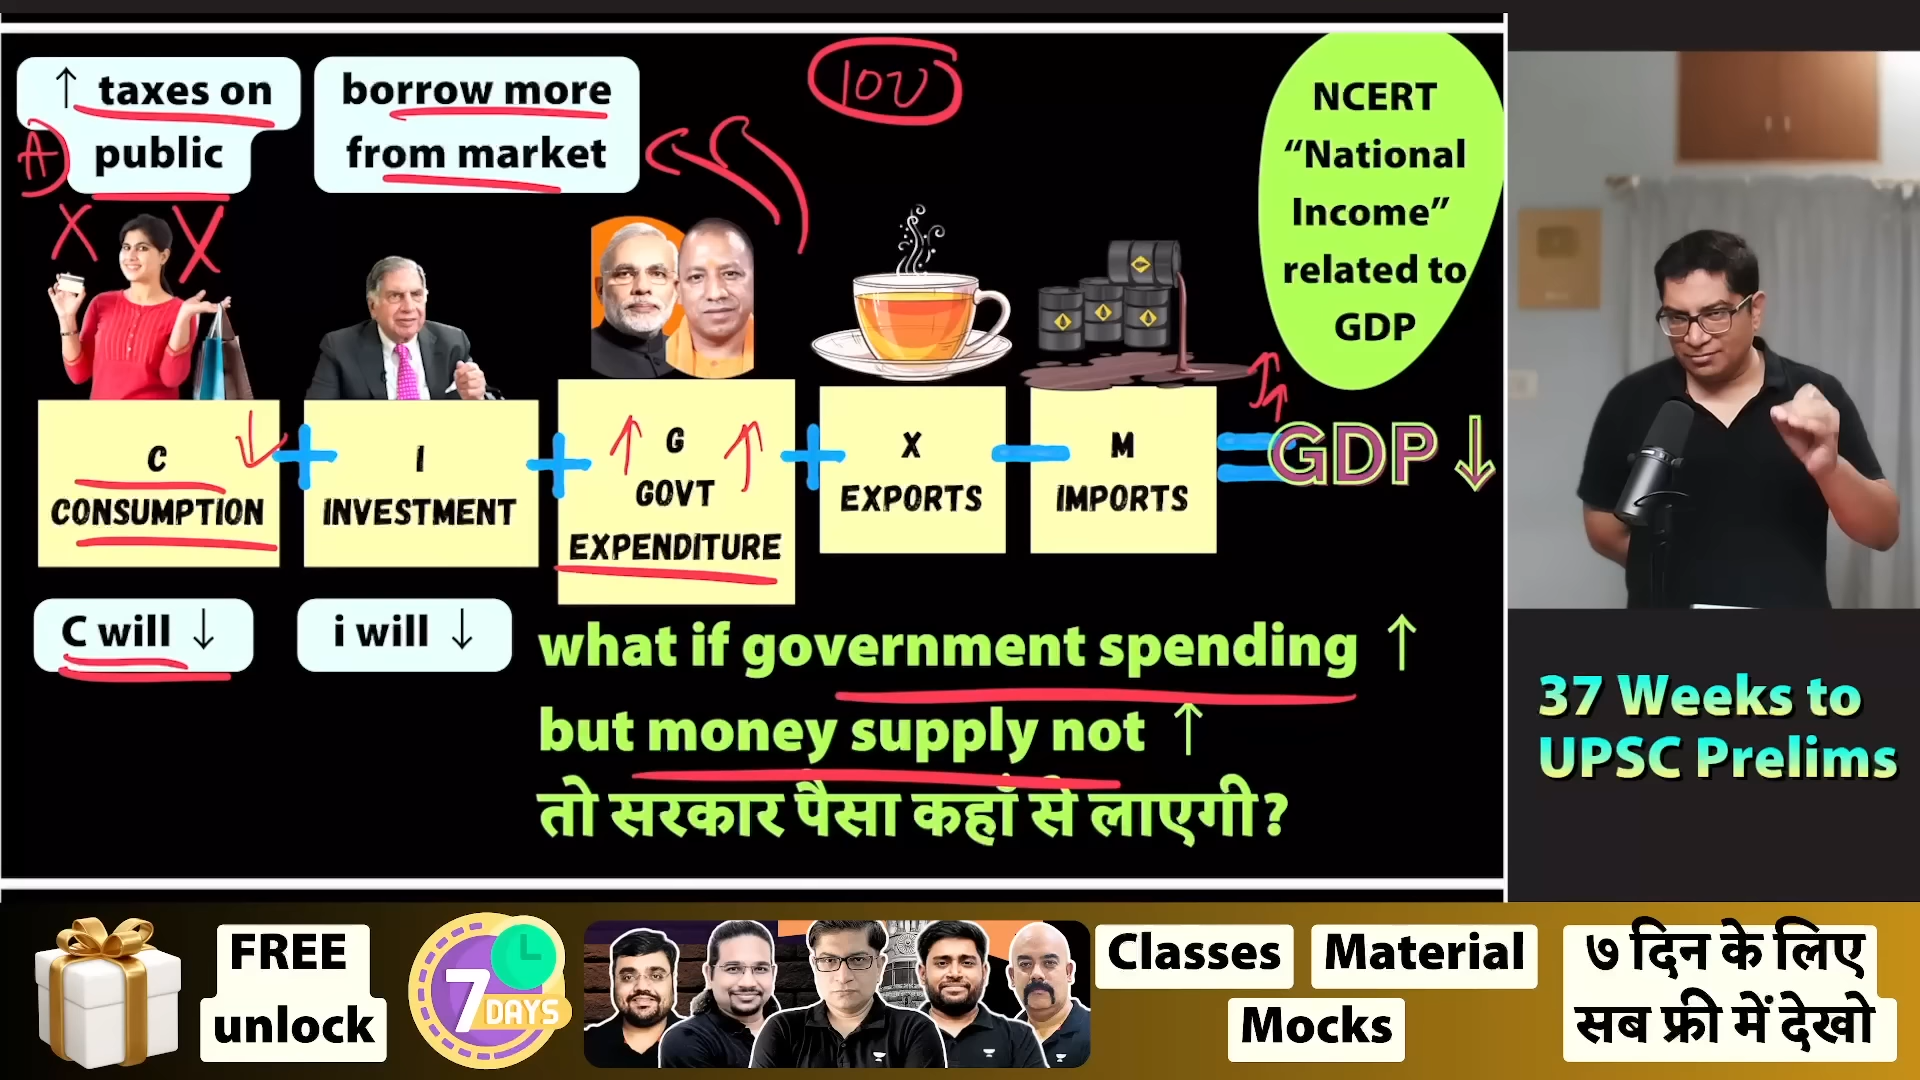 ↑ taxes on
public
A)
borrow more
from market
100
NCERT
“National
Income”
related to
GDP
X X
C
CONSUMPTION
↓
+
I
INVESTMENT
+
↑ G ↑
GOVT
EXPENDITURE
+
X
EXPORTS
M
IMPORTS
=
GDP ↓
C will ↓
i will ↓
what if government spending ↑
but money supply not ↑
तो सरकार पैसा कहाँ से लाएगी?
37 Weeks to
UPSC Prelims
FREE
unlock
7 DAYS
Classes
Material
Mocks
७ दिन के लिए
सब फ्री में देखो